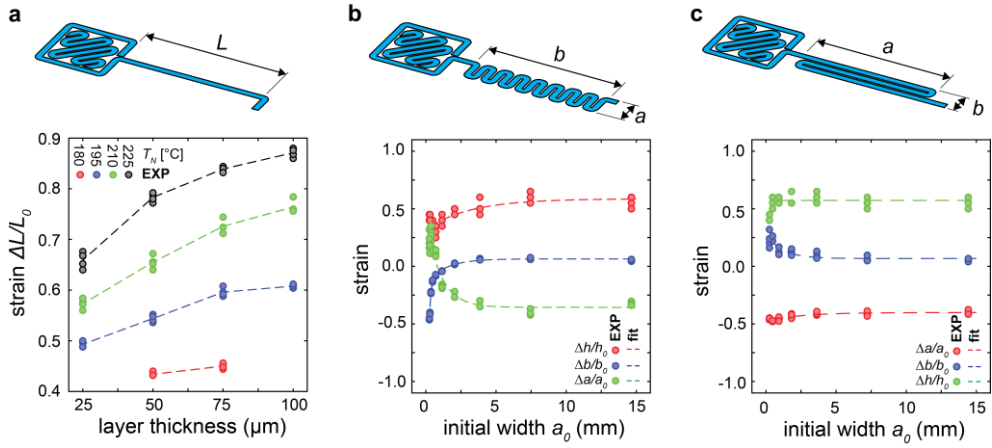 a
L
0.9
0.8
0.7
0.6
0.5
0.4
strain ΔL/L₀
180
195
210
225
T_N [°C]
EXP
25
50
75
100
layer thickness (µm)
b
b
a
1.0
0.5
0.0
-0.5
-1.0
strain
EXP
fit
Δh/h₀
Δb/b₀
Δa/a₀
0
5
10
15
initial width a₀ (mm)
c
a
b
1.0
0.5
0.0
-0.5
-1.0
strain
EXP
fit
Δa/a₀
Δb/b₀
Δh/h₀
0
5
10
15
initial width a₀ (mm)